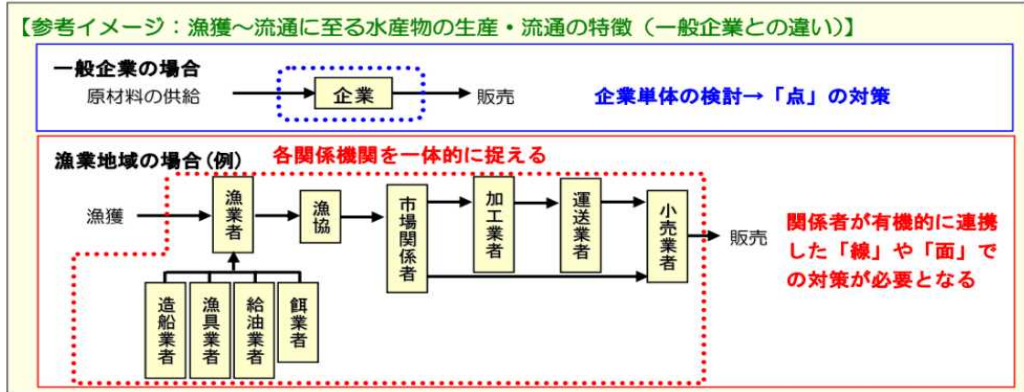 【参考イメージ：漁獲～流通に至る水産物の生産・流通の特徴（一般企業との違い）】
一般企業の場合
原材料の供給
企業
販売
企業単体の検討→「点」の対策
漁業地域の場合(例)
各関係機関を一体的に捉える
漁獲
漁業者
漁協
市場関係者
加工業者
運送業者
小売業者
販売
造船業者
漁具業者
給油業者
餌業者
関係者が有機的に連携
した「線」や「面」で
の対策が必要となる